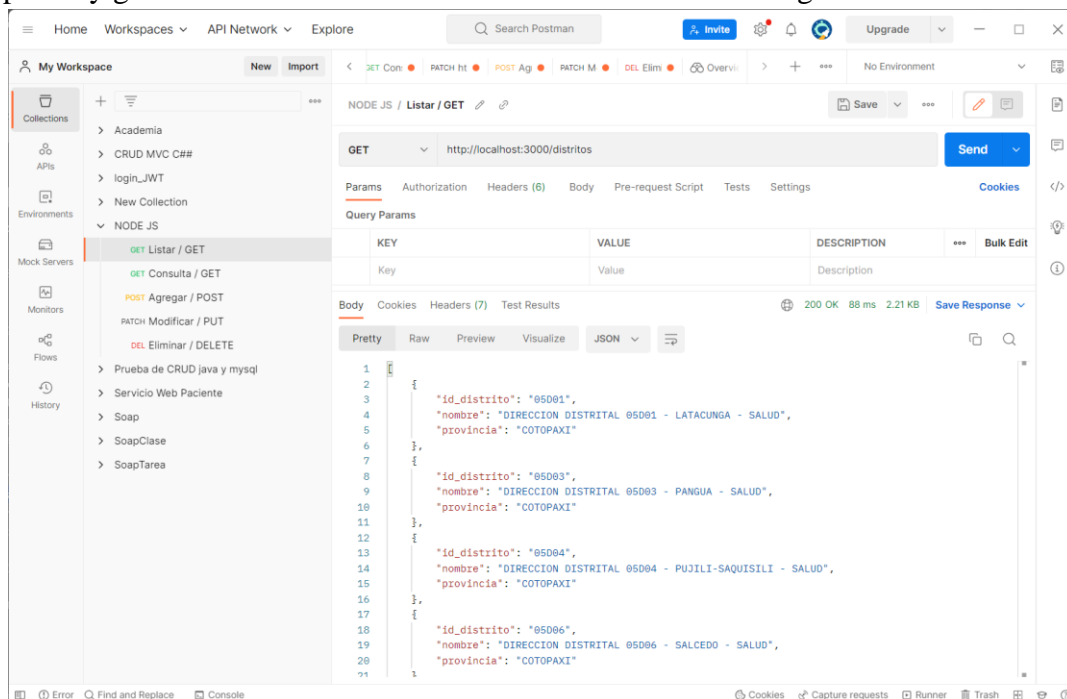 Home Workspaces API Network Explore Search Postman Invite Upgrade
My Workspace New Import GET Con PATCH ht POST Ag PATCH M DEL Elim Overvi No Environment
Collections
APIs
Environments
Mock Servers
Monitors
Flows
History
Academia
CRUD MVC C##
login_JWT
New Collection
NODE JS
GET Listar / GET
GET Consulta / GET
POST Agregar / POST
PATCH Modificar / PUT
DEL Eliminar / DELETE
Prueba de CRUD java y mysql
Servicio Web Paciente
Soap
SoapClase
SoapTarea
NODE JS / Listar / GET Save
GET http://localhost:3000/distritos Send
Params Authorization Headers (6) Body Pre-request Script Tests Settings Cookies
Query Params
KEY VALUE DESCRIPTION Bulk Edit
Key Value Description
Body Cookies Headers (7) Test Results 200 OK 88 ms 2.21 KB Save Response
Pretty Raw Preview Visualize JSON
1 [
2 {
3 "id_distrito": "05D01",
4 "nombre": "DIRECCION DISTRITAL 05D01 - LATACUNGA - SALUD",
5 "provincia": "COTOPAXI"
6 },
7 {
8 "id_distrito": "05D03",
9 "nombre": "DIRECCION DISTRITAL 05D03 - PANGUA - SALUD",
10 "provincia": "COTOPAXI"
11 },
12 {
13 "id_distrito": "05D04",
14 "nombre": "DIRECCION DISTRITAL 05D04 - PUJILI-SAQUISILI - SALUD",
15 "provincia": "COTOPAXI"
16 },
17 {
18 "id_distrito": "05D06",
19 "nombre": "DIRECCION DISTRITAL 05D06 - SALCEDO - SALUD",
20 "provincia": "COTOPAXI"
21 }
Error Find and Replace Console Cookies Capture requests Runner Trash